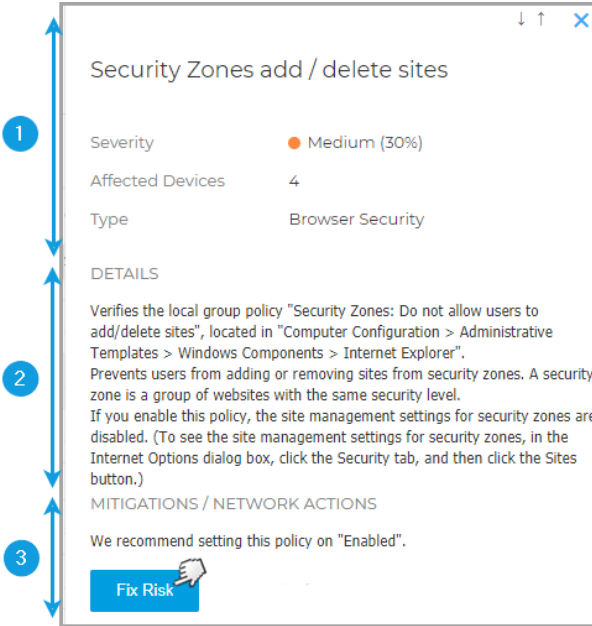 ↓ ↑ ✕
Security Zones add / delete sites
1
Severity
Medium (30%)
Affected Devices
4
Type
Browser Security
DETAILS
Verifies the local group policy "Security Zones: Do not allow users to
add/delete sites", located in "Computer Configuration > Administrative
Templates > Windows Components > Internet Explorer".
Prevents users from adding or removing sites from security zones. A security
2
zone is a group of websites with the same security level.
If you enable this policy, the site management settings for security zones are
disabled. (To see the site management settings for security zones, in the
Internet Options dialog box, click the Security tab, and then click the Sites
button.)
MITIGATIONS / NETWORK ACTIONS
We recommend setting this policy on "Enabled".
3
Fix Risk